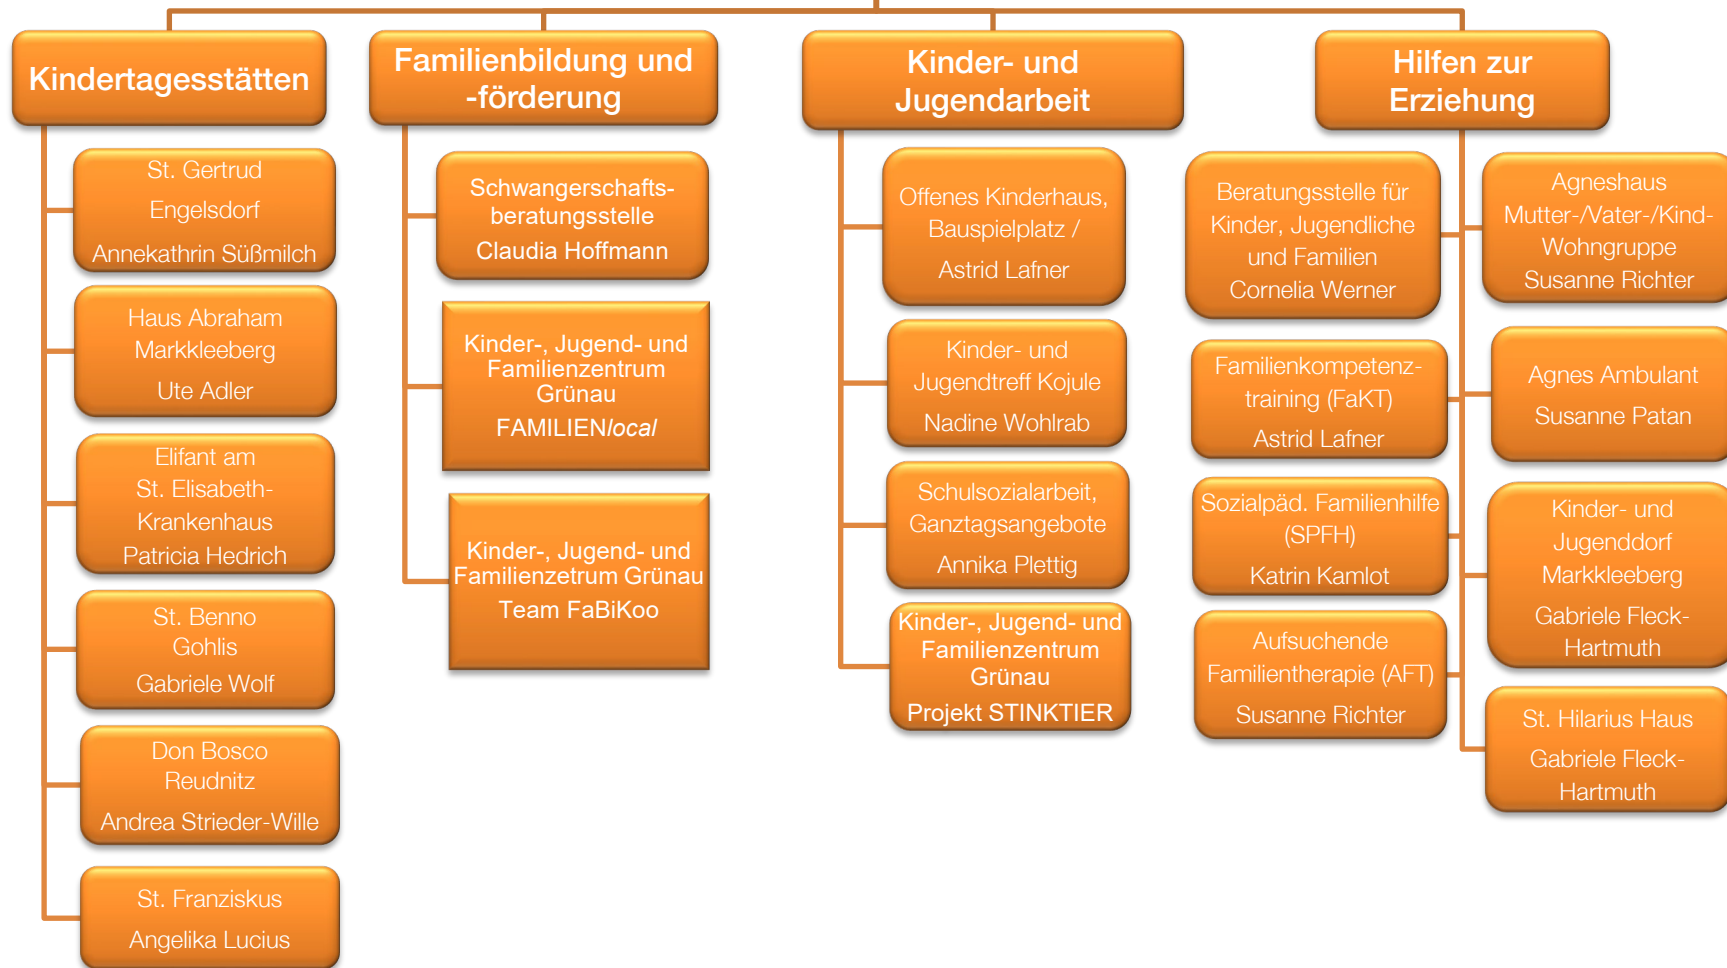 Kindertagesstätten
St. Gertrud
Engelsdorf
Annekathrin Süßmilch
Haus Abraham
Markkleeberg
Ute Adler
Elifant am
St. Elisabeth-
Krankenhaus
Patricia Hedrich
St. Benno
Gohlis
Gabriele Wolf
Don Bosco
Reudnitz
Andrea Strieder-Wille
St. Franziskus
Angelika Lucius
Familienbildung und
-förderung
Schwangerschafts-
beratungsstelle
Claudia Hoffmann
Kinder-, Jugend- und
Familienzentrum
Grünau
FAMILIENlocal
Kinder-, Jugend- und
Familienzetrum Grünau
Team FaBiKoo
Kinder- und
Jugendarbeit
Offenes Kinderhaus,
Bauspielplatz /
Astrid Lafner
Kinder- und
Jugendtreff Kojule
Nadine Wohlrab
Schulsozialarbeit,
Ganztagsangebote
Annika Plettig
Kinder-, Jugend- und
Familienzentrum
Grünau
Projekt STINKTIER
Hilfen zur
Erziehung
Beratungsstelle für
Kinder, Jugendliche
und Familien
Cornelia Werner
Familienkompetenz-
training (FaKT)
Astrid Lafner
Sozialpäd. Familienhilfe
(SPFH)
Katrin Kamlot
Aufsuchende
Familientherapie (AFT)
Susanne Richter
Agneshaus
Mutter-/Vater-/Kind-
Wohngruppe
Susanne Richter
Agnes Ambulant
Susanne Patan
Kinder- und
Jugenddorf
Markkleeberg
Gabriele Fleck-
Hartmuth
St. Hilarius Haus
Gabriele Fleck-
Hartmuth